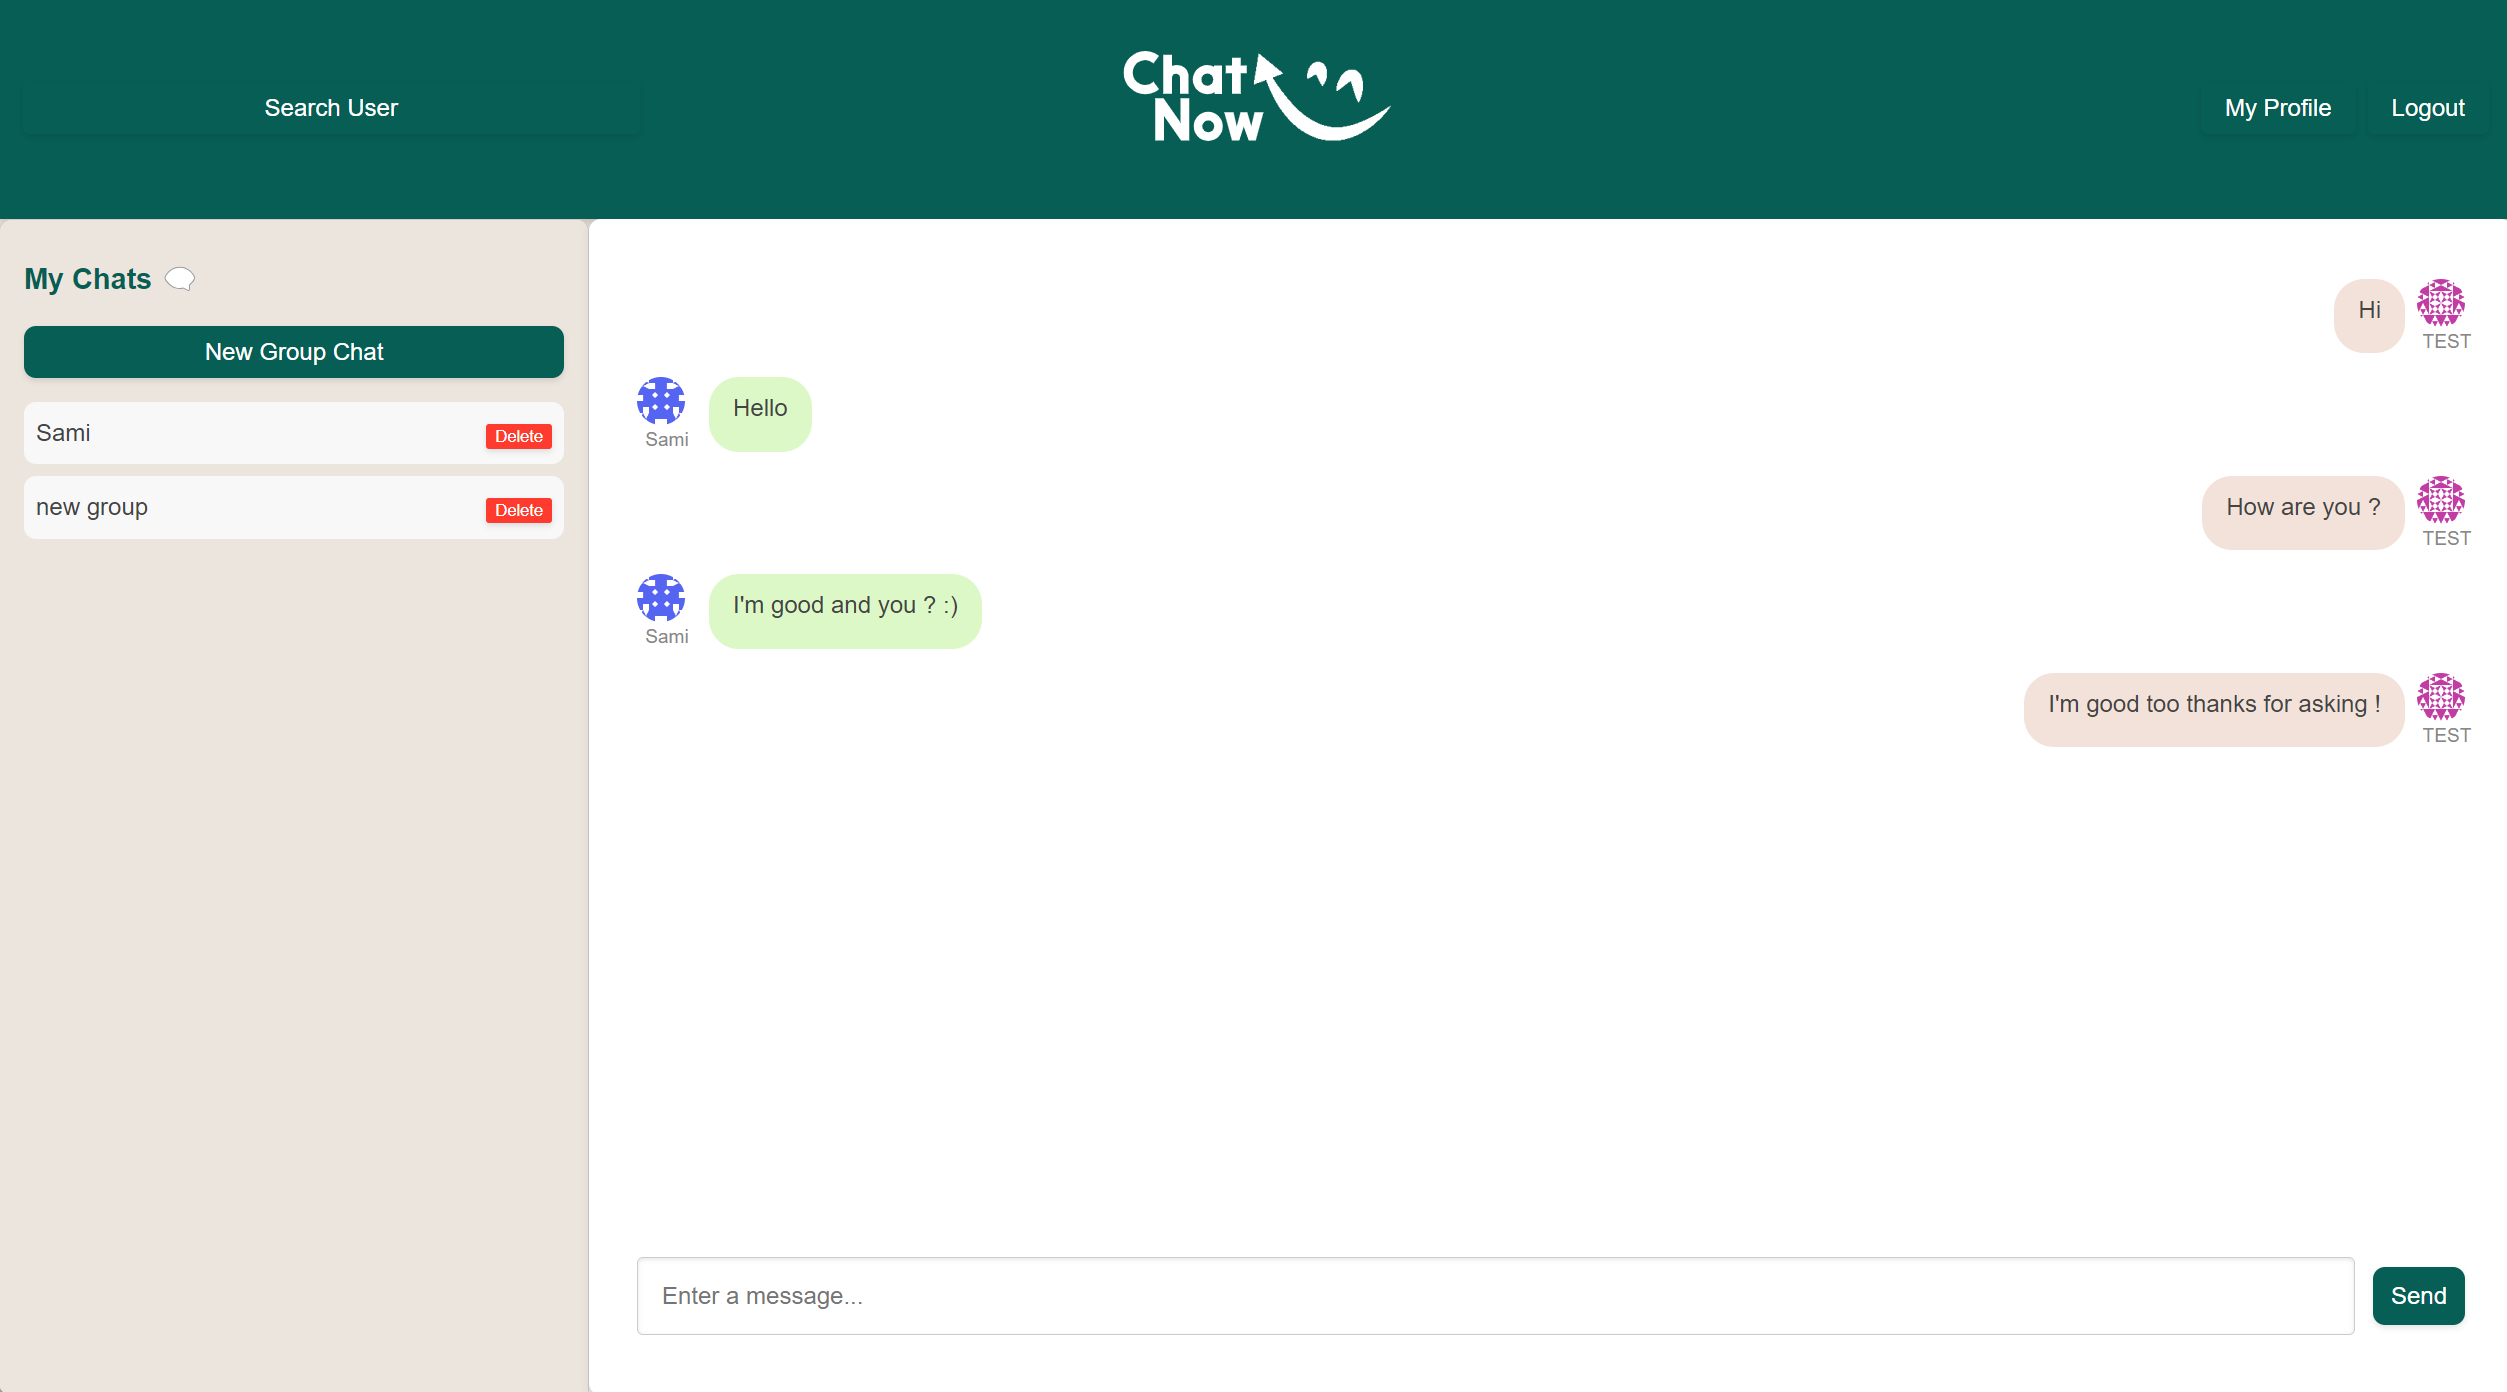 Search User
Chat
Now
My Profile
Logout
My Chats
New Group Chat
Sami
Delete
new group
Delete
Hi
TEST
Hello
Sami
How are you ?
TEST
I'm good and you ? :)
Sami
I'm good too thanks for asking !
TEST
Enter a message...
Send